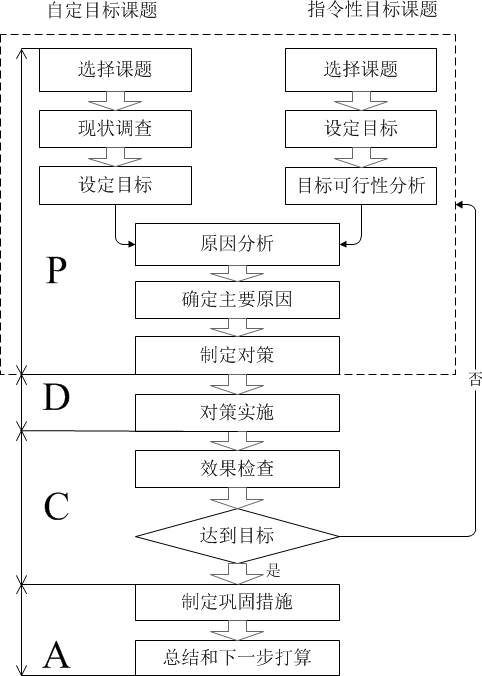 自定目标课题
指令性目标课题
选择课题
选择课题
现状调查
设定目标
设定目标
目标可行性分析
原因分析
P
确定主要原因
制定对策
否
D
对策实施
效果检查
C
达到目标
是
制定巩固措施
A
总结和下一步打算